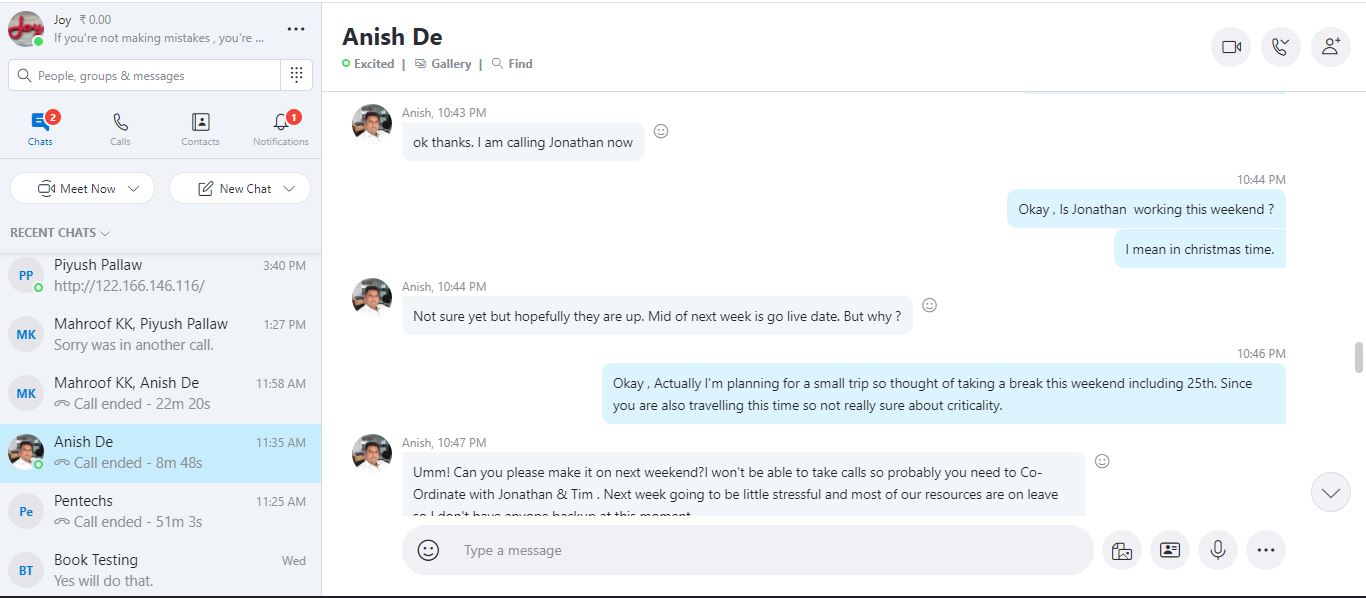 Joy ₹ 0.00
If you're not making mistakes , you're ...
People, groups & messages
2
1
Chats
Calls
Contacts
Notifications
Meet Now
New Chat
RECENT CHATS
PP
Piyush Pallaw
3:40 PM
http://122.166.146.116/
MK
Mahroof KK, Piyush Pallaw
1:27 PM
Sorry was in another call.
MK
Mahroof KK, Anish De
11:58 AM
Call ended - 22m 20s
Anish De
11:35 AM
Call ended - 8m 48s
Pe
Pentechs
11:25 AM
Call ended - 51m 3s
BT
Book Testing
Wed
Yes will do that.
Anish De
Excited | Gallery | Find
Anish, 10:43 PM
ok thanks. I am calling Jonathan now
10:44 PM
Okay , Is Jonathan working this weekend ?
I mean in christmas time.
Anish, 10:44 PM
Not sure yet but hopefully they are up. Mid of next week is go live date. But why ?
10:46 PM
Okay , Actually I'm planning for a small trip so thought of taking a break this weekend including 25th. Since
you are also travelling this time so not really sure about criticality.
Anish, 10:47 PM
Umm! Can you please make it on next weekend?I won't be able to take calls so probably you need to Co-
Ordinate with Jonathan & Tim . Next week going to be little stressful and most of our resources are on leave
so I don't have anyone backup at this moment
Type a message